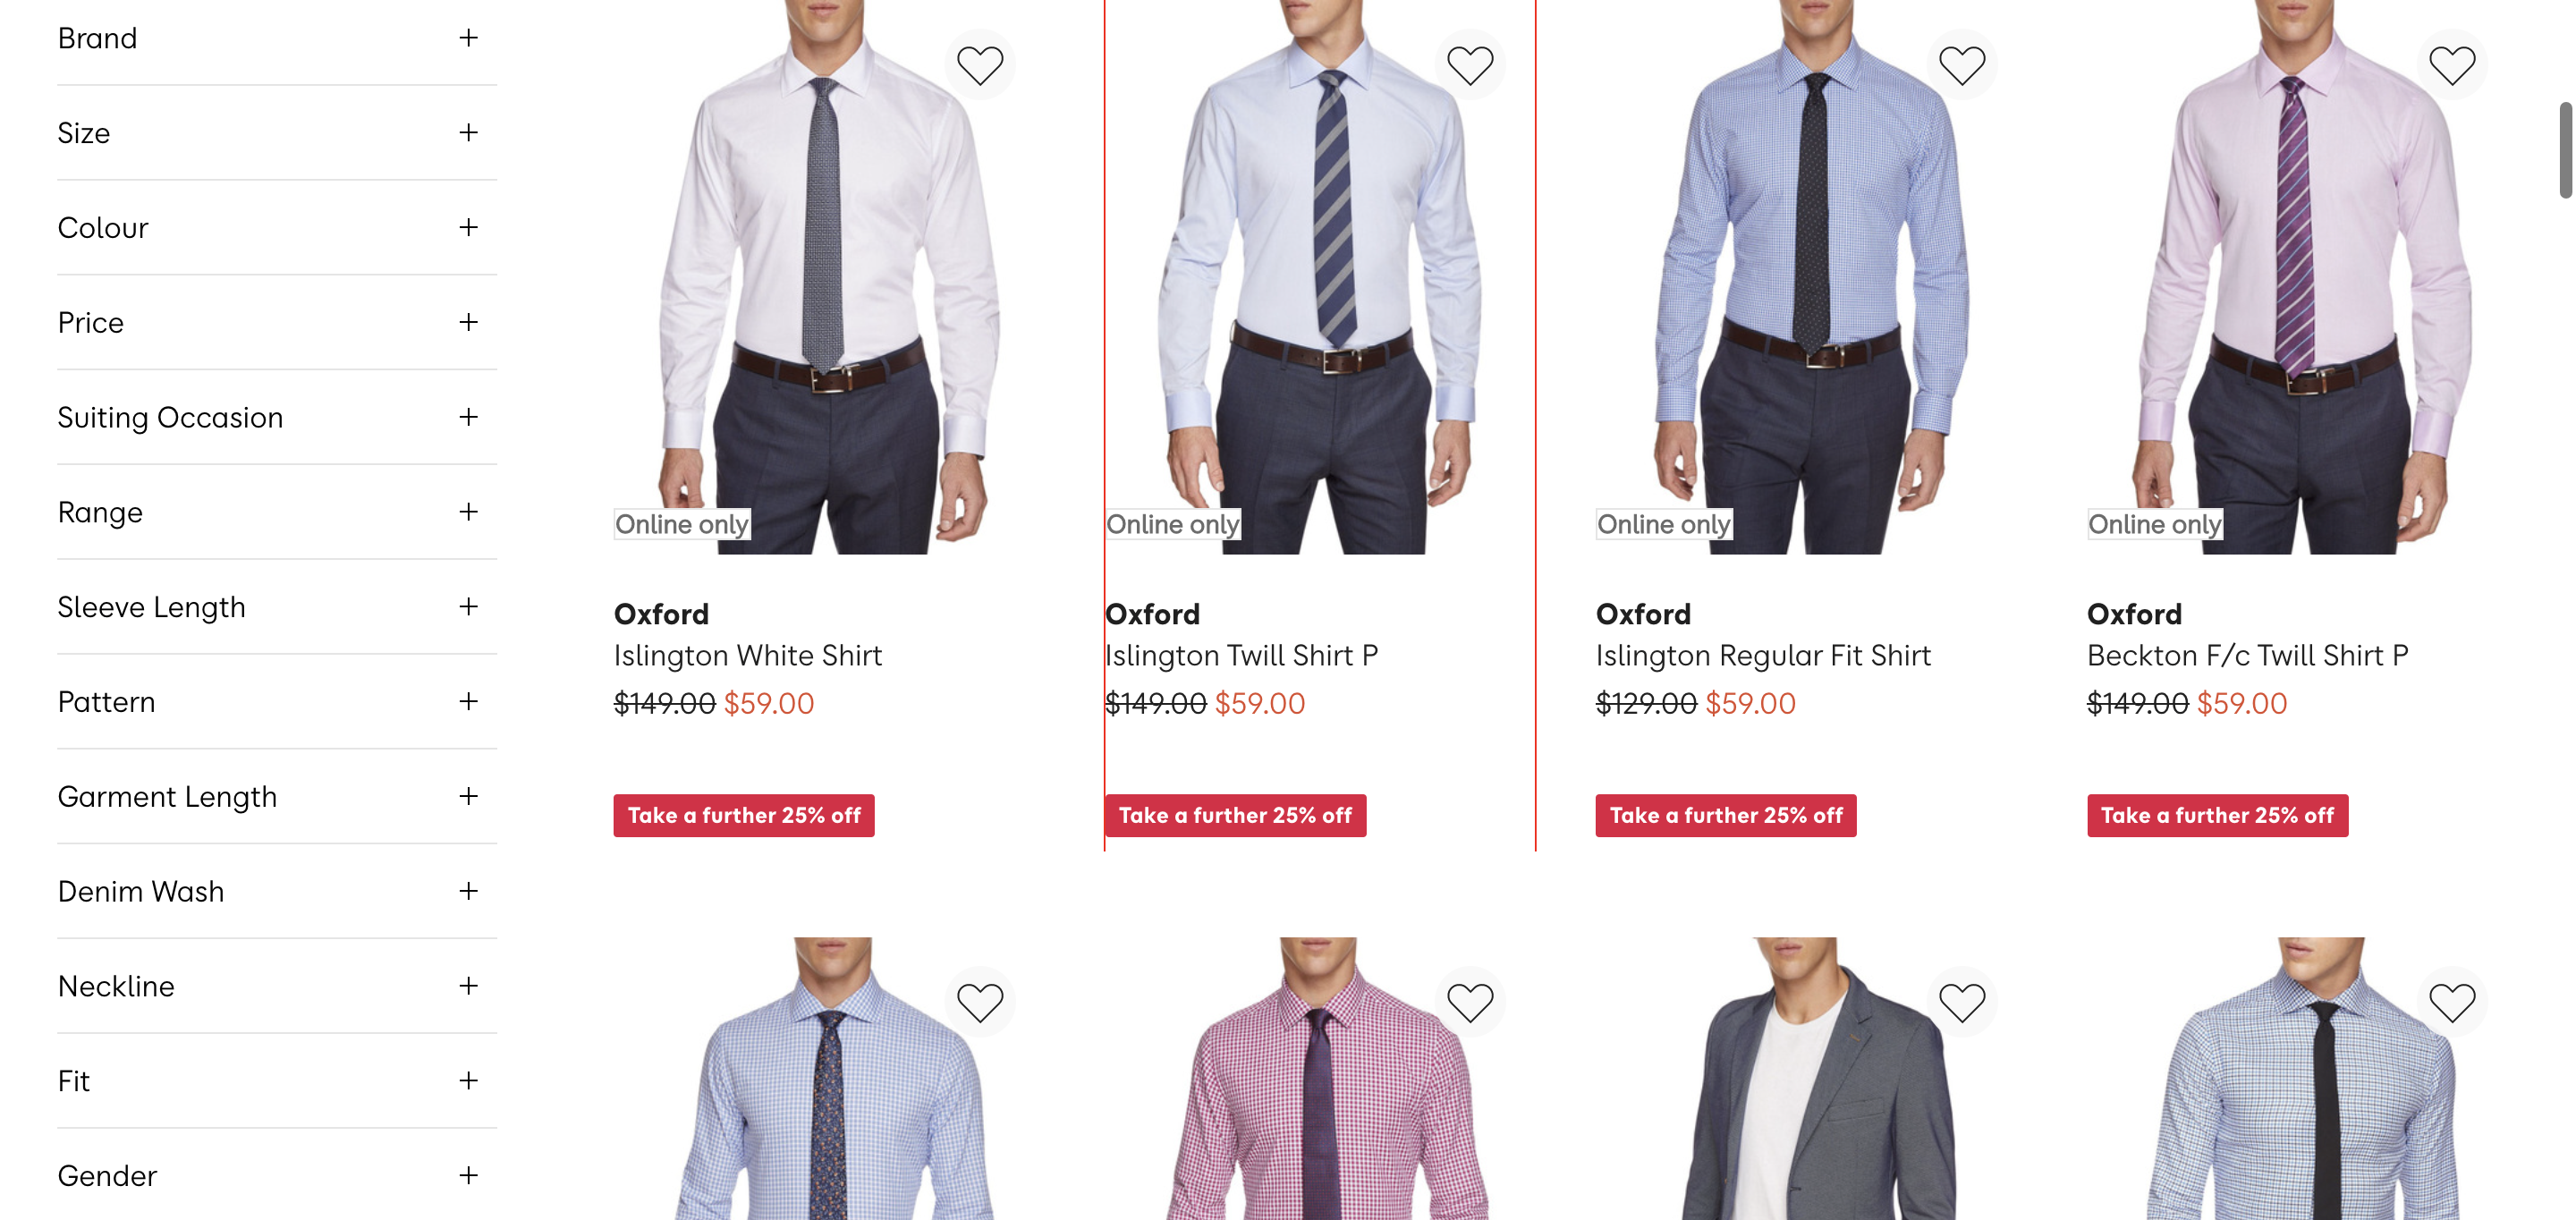 Brand
Size
Colour
Price
Suiting Occasion
Range
Sleeve Length
Pattern
Garment Length
Denim Wash
Neckline
Fit
Gender
Online only
Oxford
Islington White Shirt
$149.00 $59.00
Take a further 25% off
Online only
Oxford
Islington Twill Shirt P
$149.00 $59.00
Take a further 25% off
Online only
Oxford
Islington Regular Fit Shirt
$129.00 $59.00
Take a further 25% off
Online only
Oxford
Beckton F/c Twill Shirt P
$149.00 $59.00
Take a further 25% off